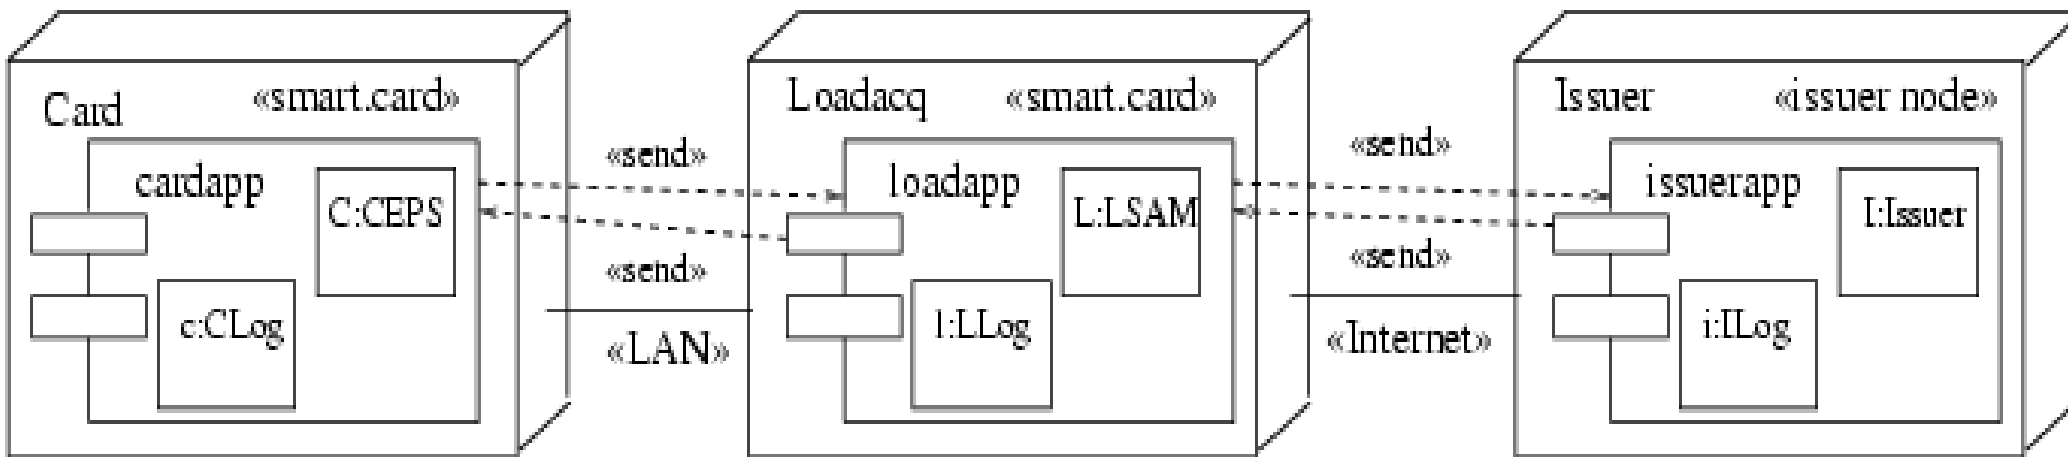 Card «smart.card»
cardapp
C:CEPS
c:CLog
«send»
«send»
«LAN»
Loadacq «smart.card»
loadapp
L:LSAM
l:LLog
«send»
«send»
«Internet»
Issuer «issuer node»
issuerapp
I:Issuer
i:ILog